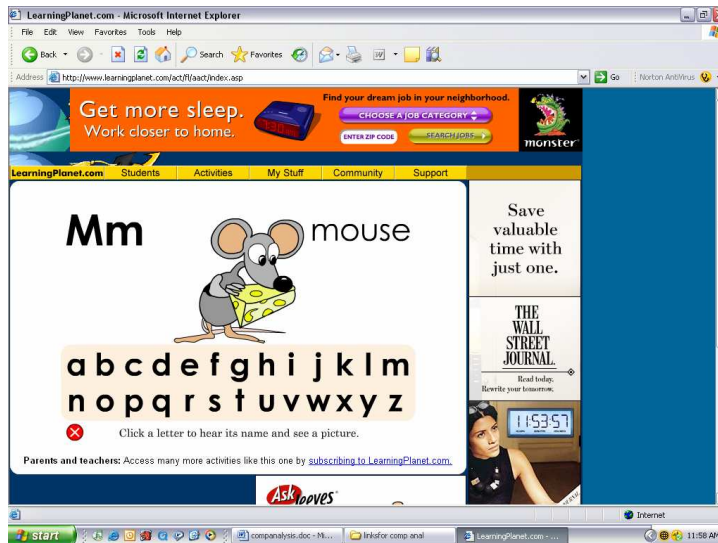 LearningPlanet.com - Microsoft Internet Explorer
File Edit View Favorites Tools Help
Back Search Favorites
Address http://www.learningplanet.com/act/fl/aact/index.asp Go Norton AntiVirus
Get more sleep.
Work closer to home.
Find your dream job in your neighborhood.
CHOOSE A JOB CATEGORY
ENTER ZIP CODE SEARCH JOBS
monster
LearningPlanet.com Students Activities My Stuff Community Support
Mm mouse
a b c d e f g h i j k l m
n o p q r s t u v w x y z
Click a letter to hear its name and see a picture.
Parents and teachers: Access many more activities like this one by subscribing to LearningPlanet.com.
Save
valuable
time with
just one.
THE
WALL
STREET
JOURNAL.
Read today.
Rewrite your tomorrow.
11:53:57
Ask Jeeves
Internet
start companalysis.doc - Mi... linksfor comp anal LearningPlanet.com - ... 11:58 AM